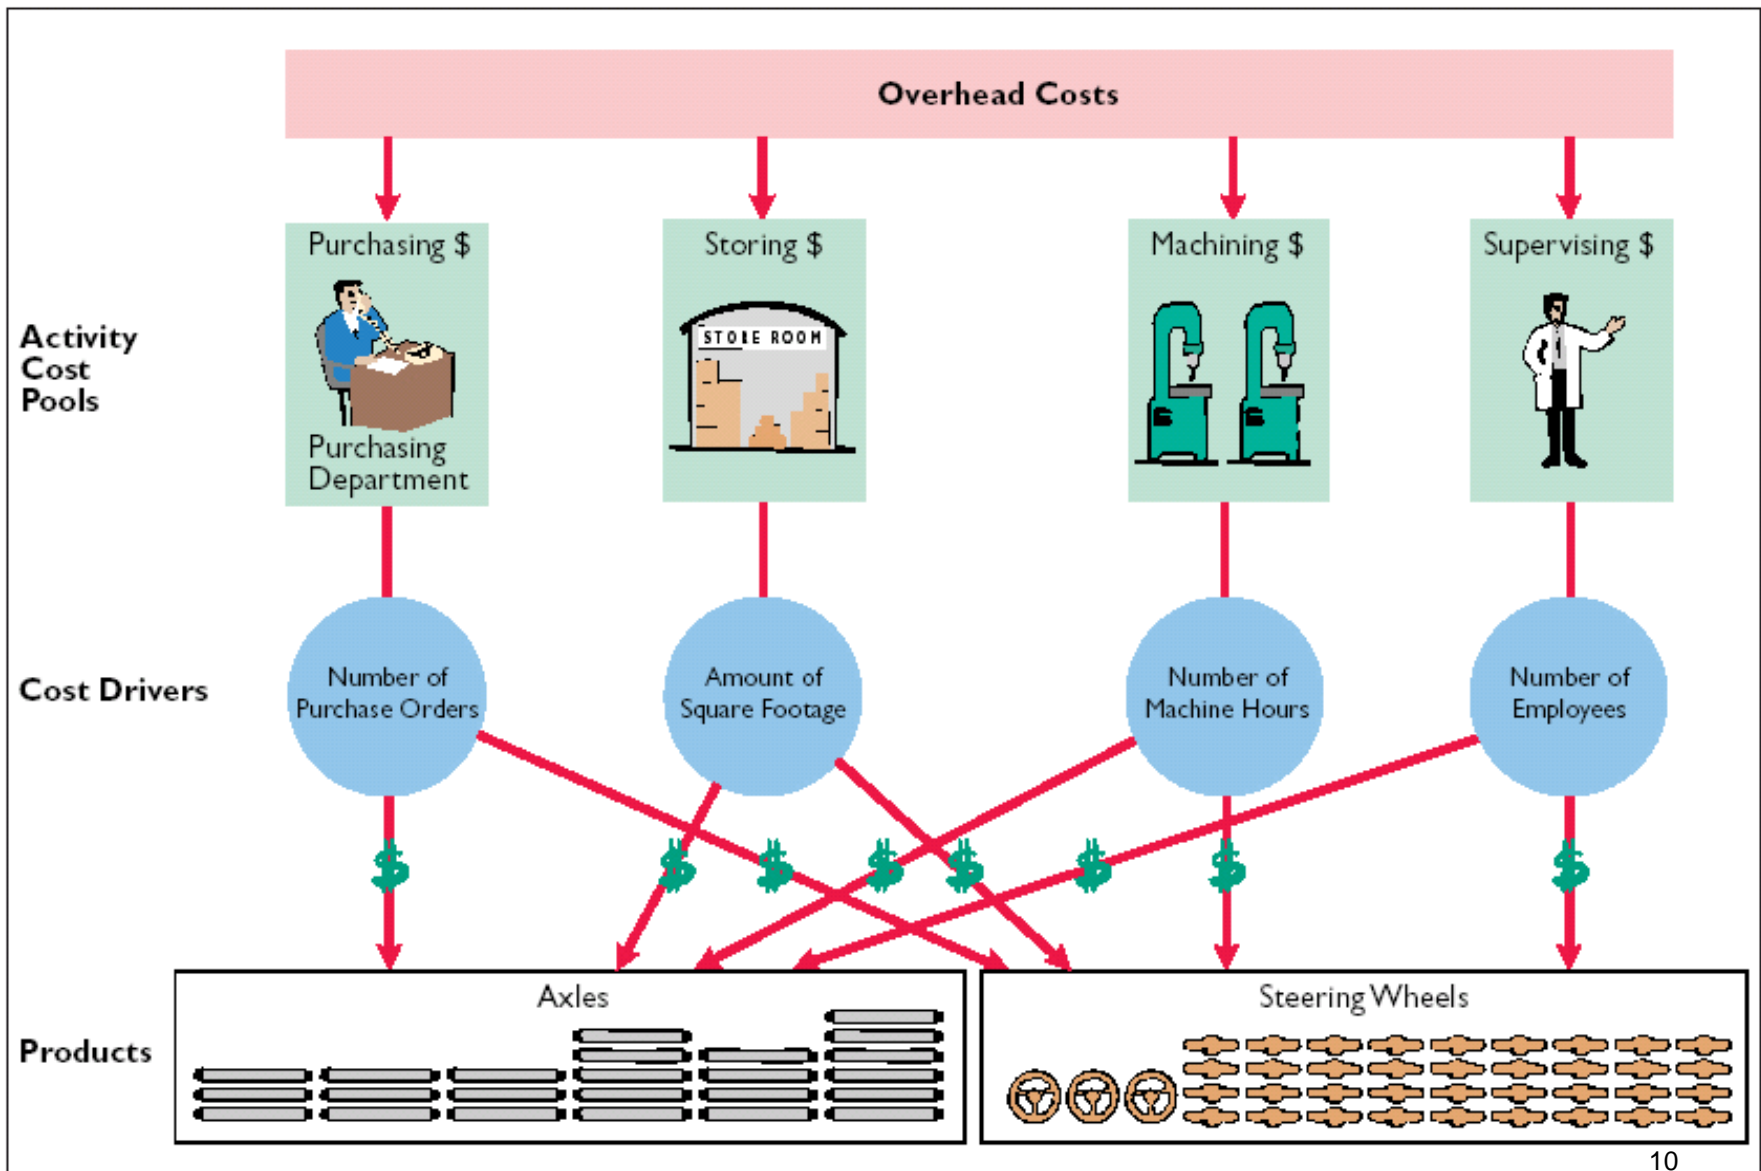 Overhead Costs
Purchasing $
Storing $
Machining $
Supervising $
STORE ROOM
Activity
Cost
Pools
Purchasing
Department
Cost Drivers
Number of
Purchase Orders
Amount of
Square Footage
Number of
Machine Hours
Number of
Employees
$ $ $ $ $ $ $ $
Products
Axles
Steering Wheels
10